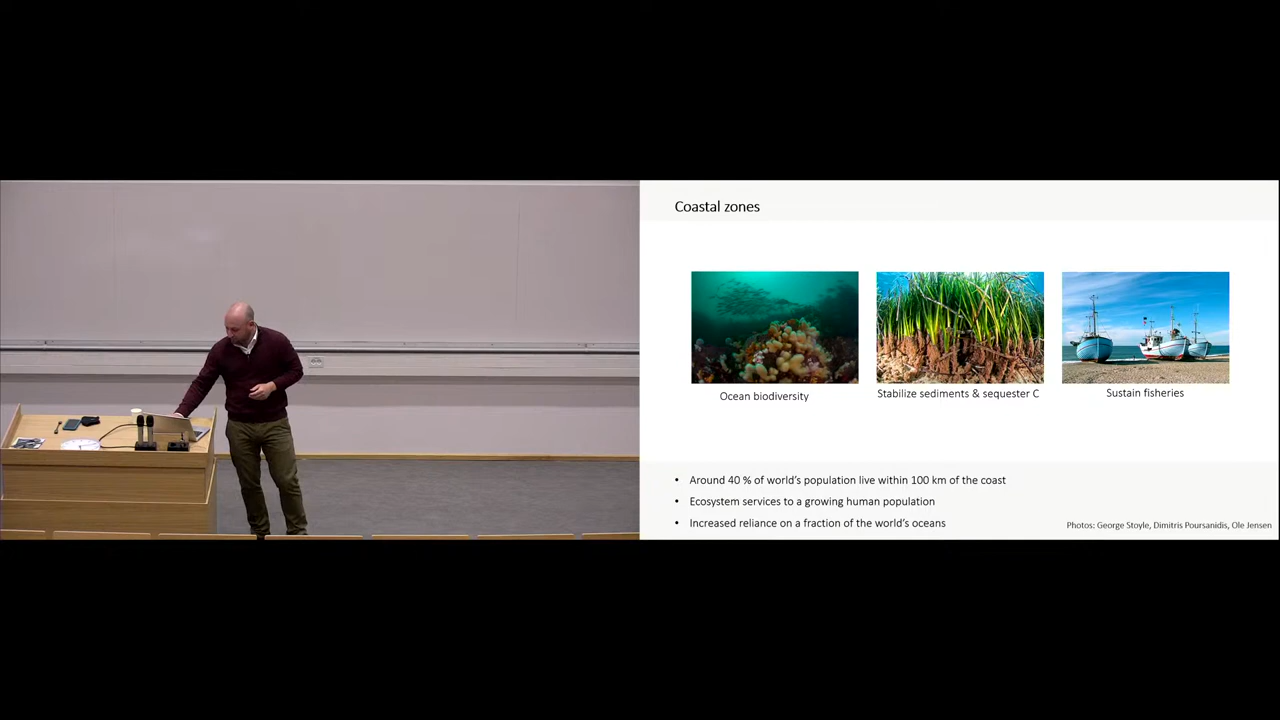 Coastal zones
Ocean biodiversity
Stabilize sediments & sequester C
Sustain fisheries
• Around 40 % of world's population live within 100 km of the coast
• Ecosystem services to a growing human population
• Increased reliance on a fraction of the world's oceans
Photos: George Stoyle, Dimitris Poursanidis, Ole Jensen